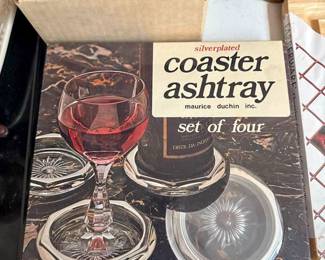 silverplated
coaster
ashtray
maurice duchin inc.
set of four